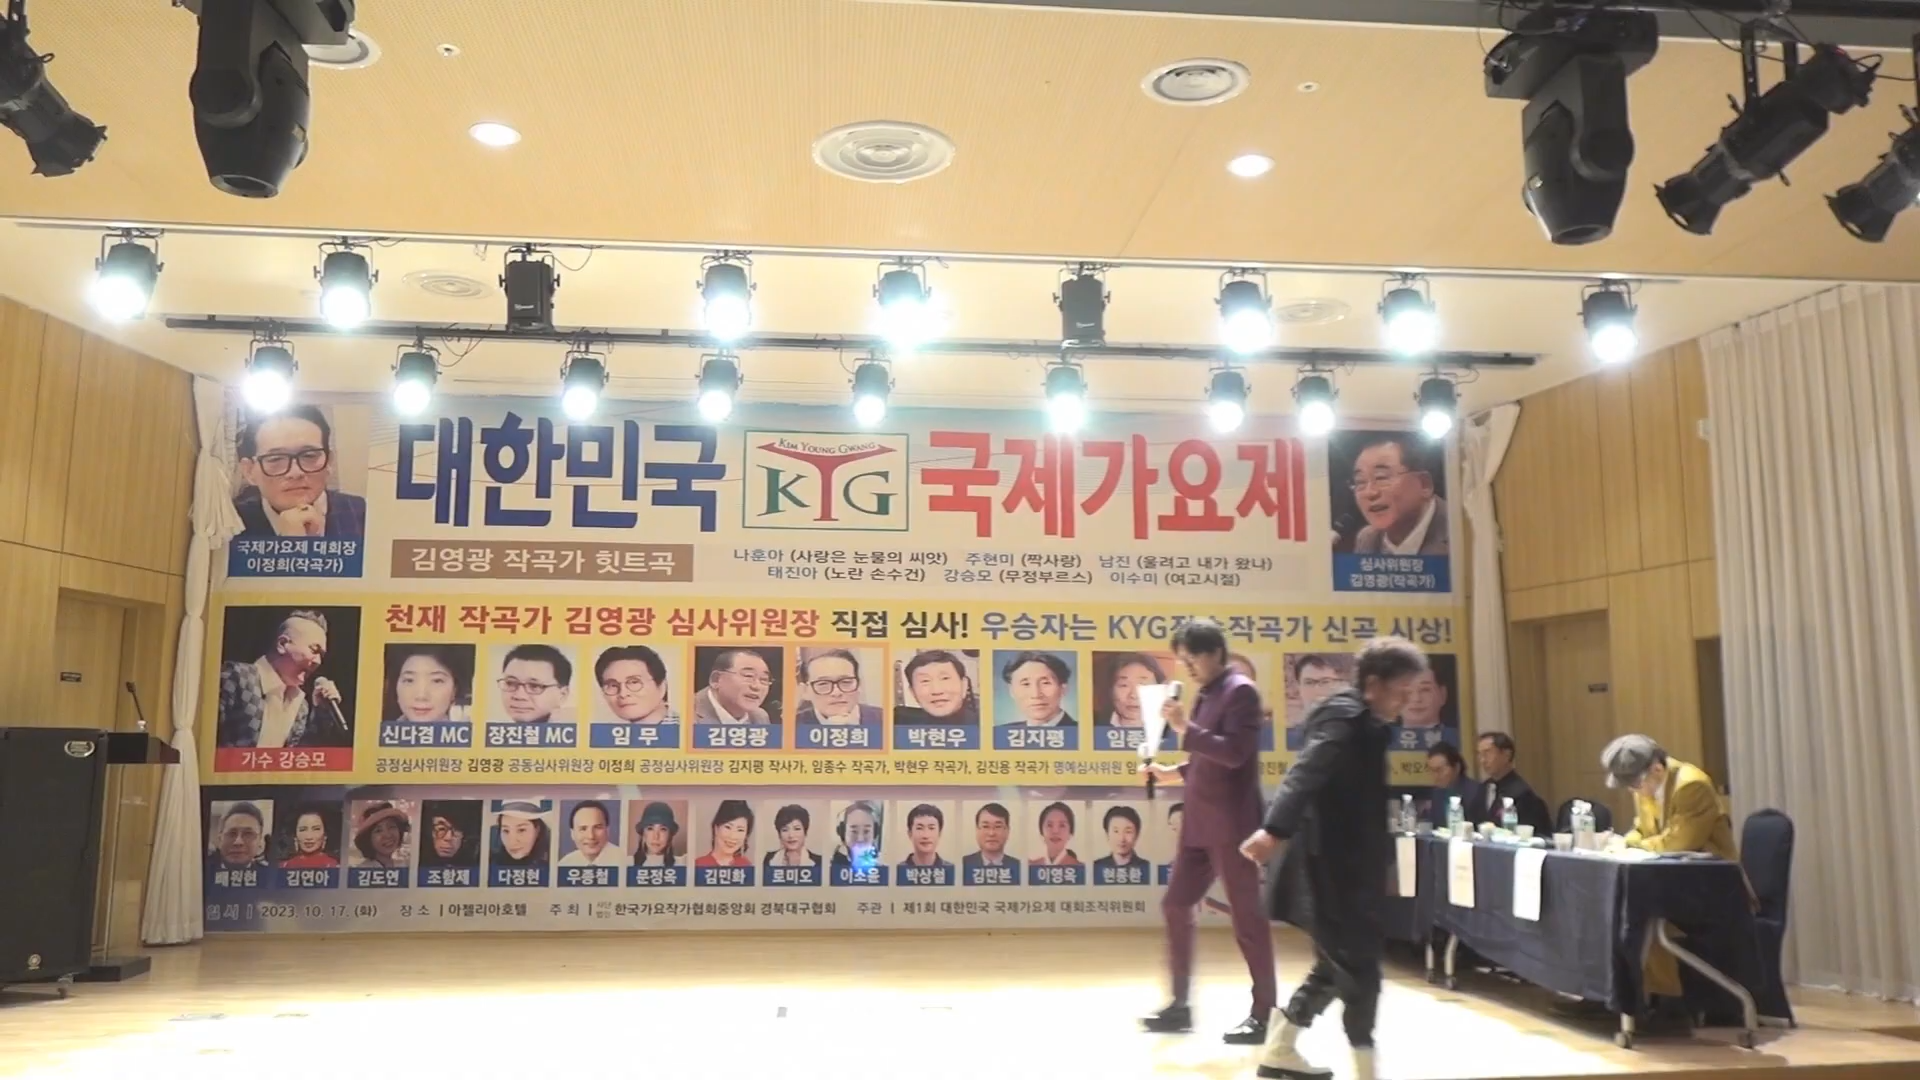 대한민국
KIM YOUNG GWANG
KYG
국제가요제
국제가요제 대회장
이정희(작곡가)
김영광 작곡가 힛트곡
나훈아 (사랑은 눈물의 씨앗) 주현미 (짝사랑) 남진 (울려고 내가 왔나)
태진아 (노란 손수건) 강승모 (무정부르스) 이수미 (여고시절)
심사위원장
김영광(작곡가)
천재 작곡가 김영광 심사위원장 직접 심사! 우승자는 KYG 작곡가 신곡 시상!
가수 강승모
신다겸 MC
장진철 MC
임 무
김영광
이정희
박현우
김지평
임종
유
공정심사위원장 김영광 공동심사위원장 이정희 공정심사위원장 김지평 작사가, 임종수 작곡가, 박현우 작곡가, 김진용 작곡가 명예심사위원
배원현
김연아
김도연
조함제
다정현
우종철
문정옥
김민화
로미오
이소윤
박상철
김만본
이영옥
현종환
일 시 | 2023. 10. 17. (화) 장 소 | 아젤리아호텔 주 최 | 사단법인 한국가요작가협회중앙회 경북대구협회 주 관 | 제1회 대한민국 국제가요제 대회조직위원회